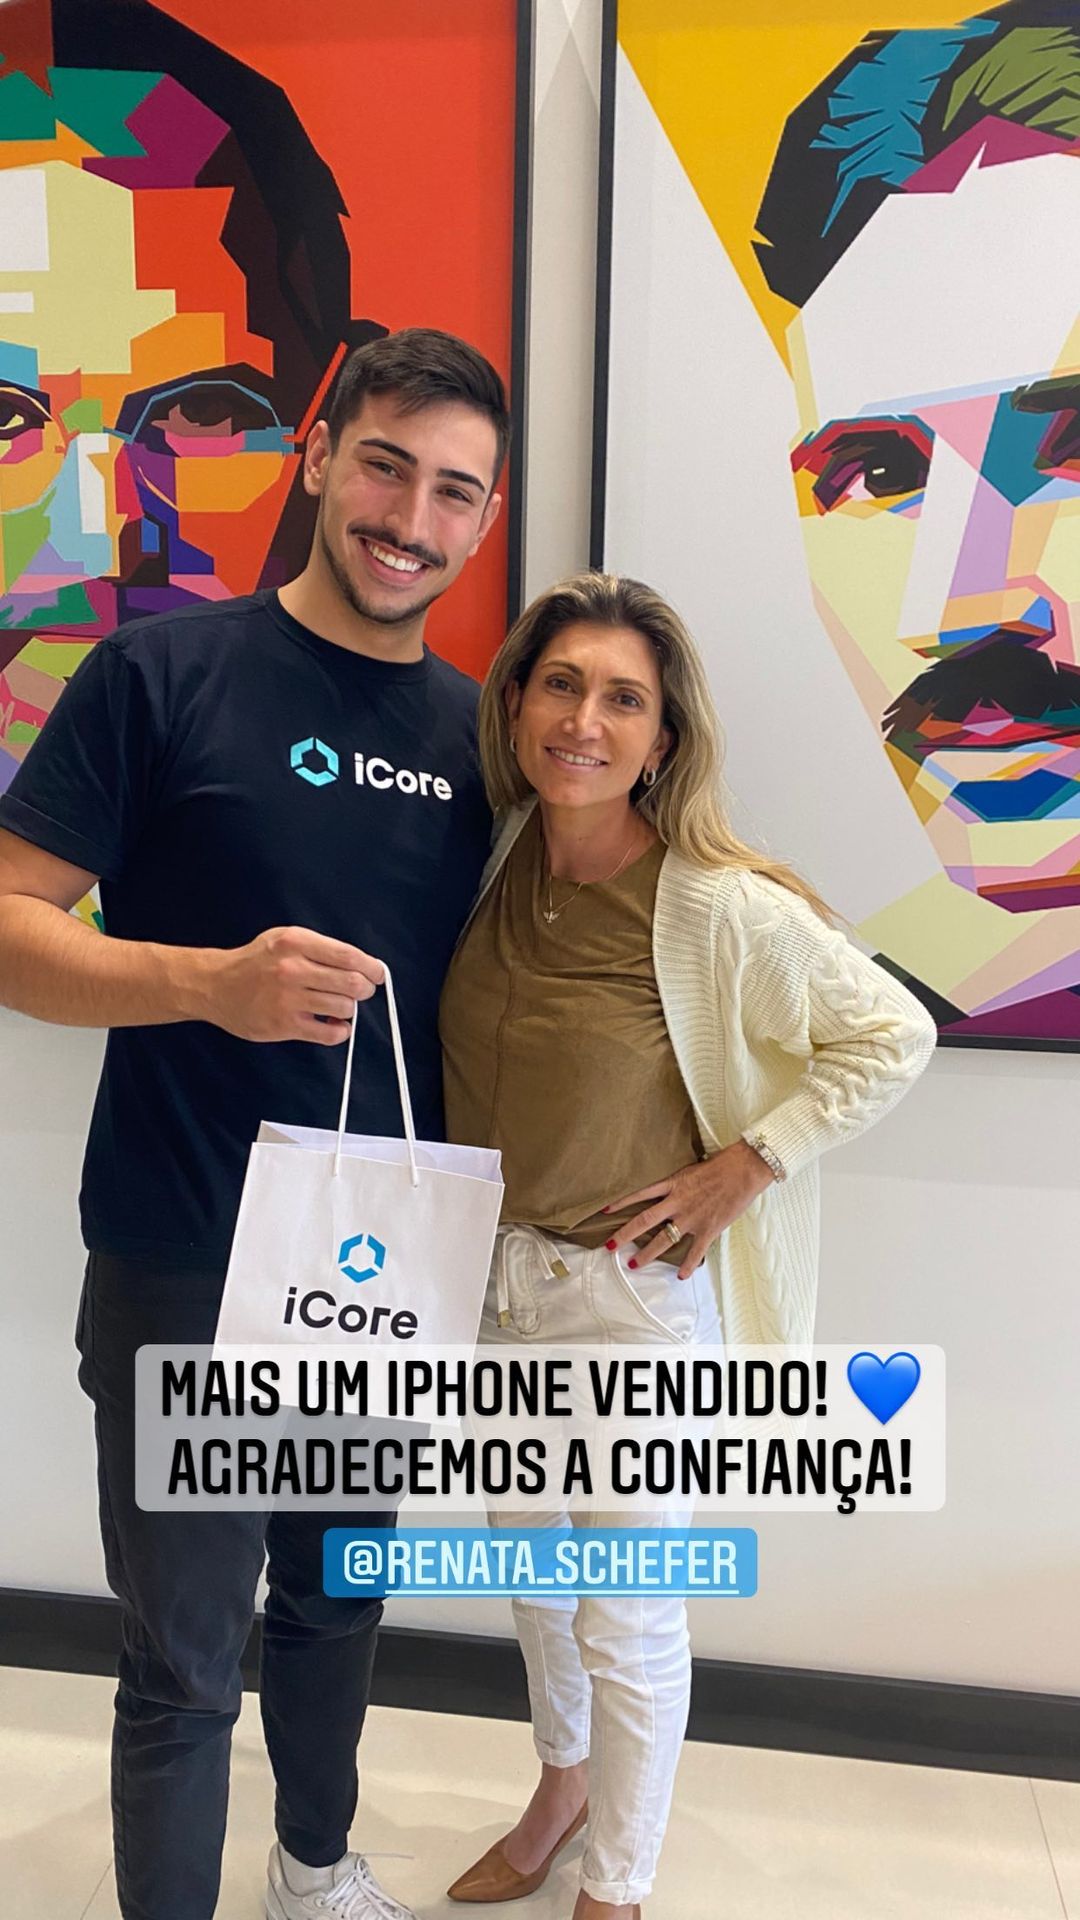 iCore
iCore
MAIS UM IPHONE VENDIDO! 💙
AGRADECEMOS A CONFIANÇA!
@RENATA_SCHEFER